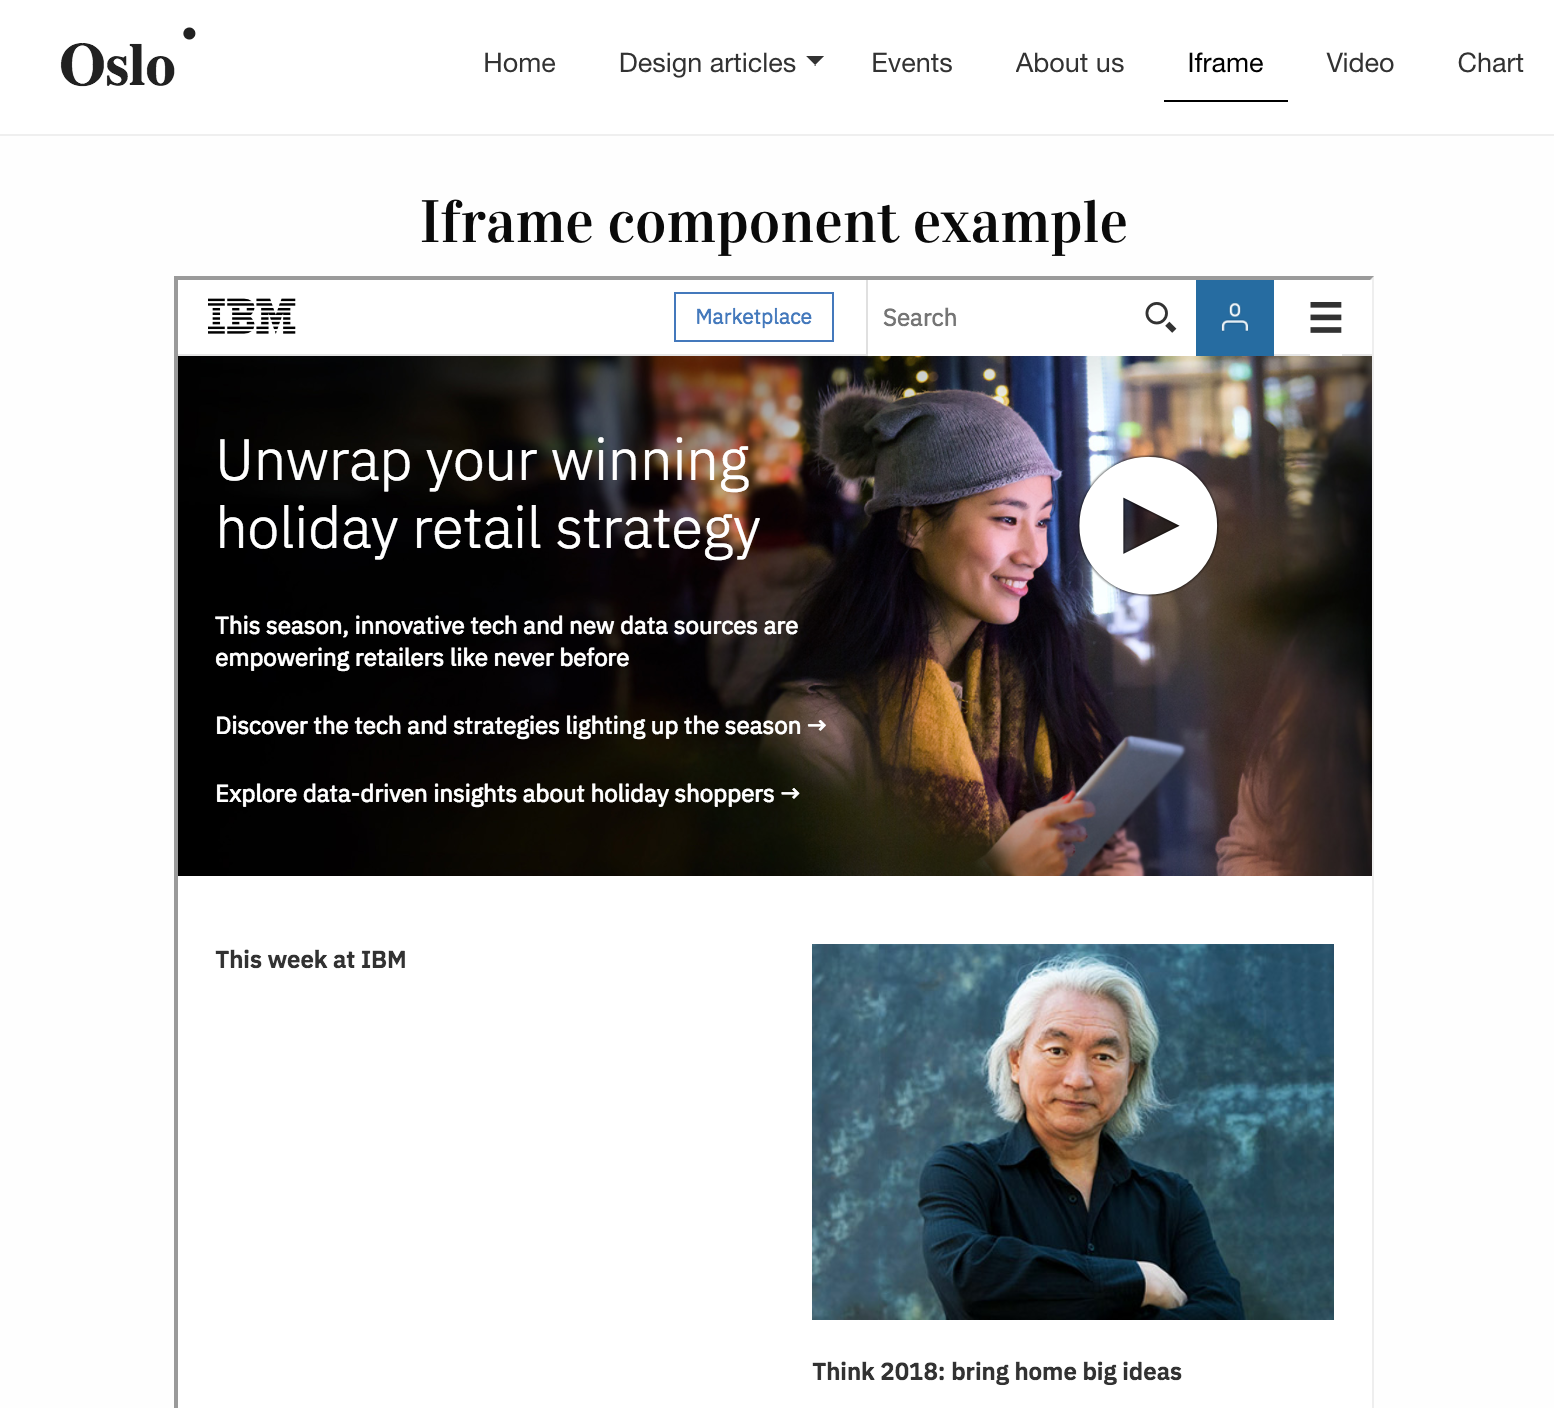 Oslo
Home Design articles Events About us Iframe Video Chart
Iframe component example
IBM Marketplace Search
Unwrap your winning
holiday retail strategy
This season, innovative tech and new data sources are
empowering retailers like never before
Discover the tech and strategies lighting up the season →
Explore data-driven insights about holiday shoppers →
This week at IBM
Think 2018: bring home big ideas